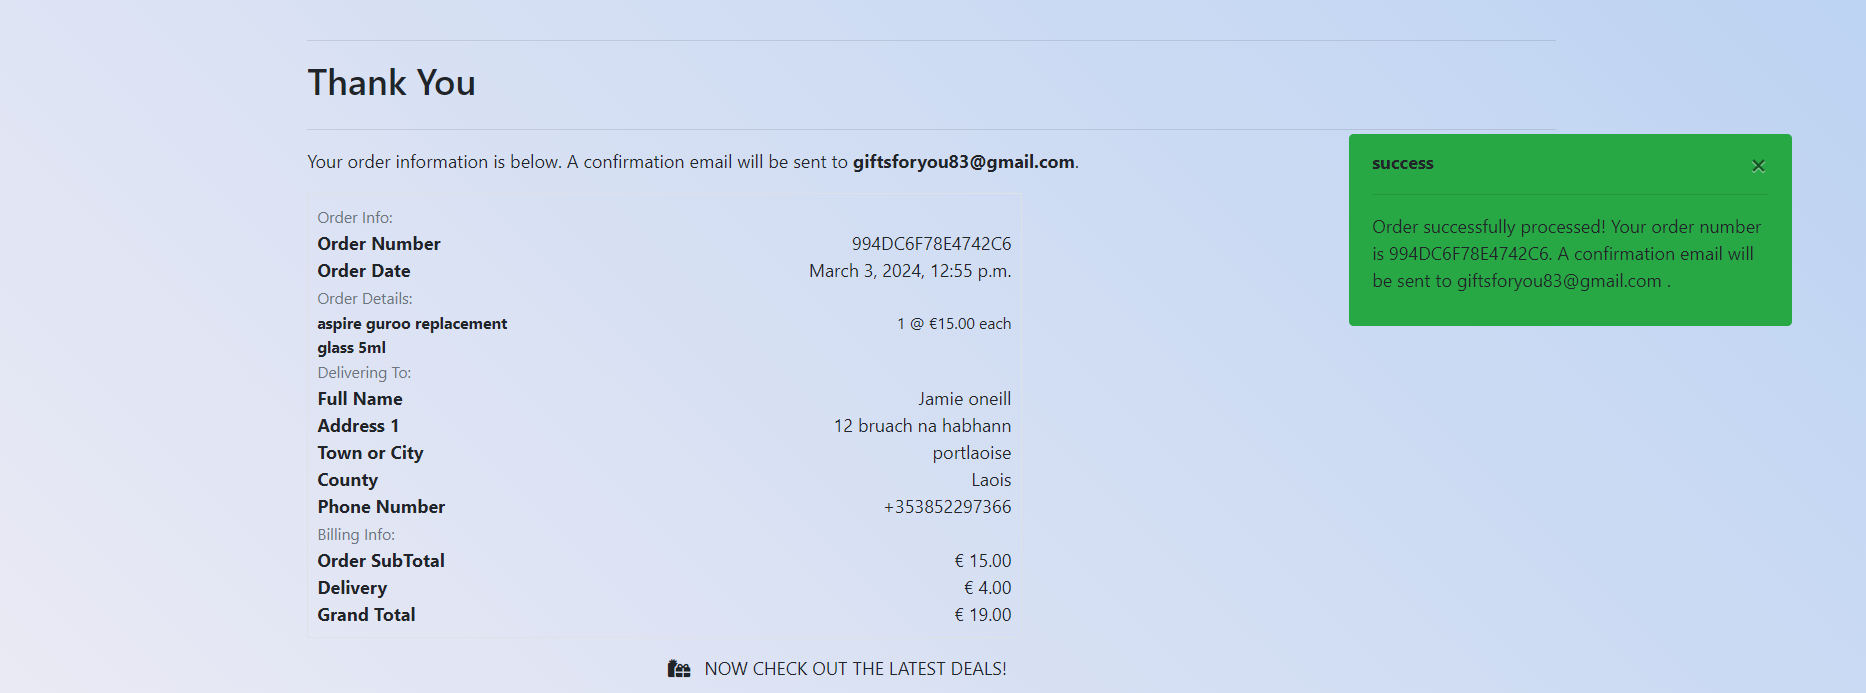 Thank You
Your order information is below. A confirmation email will be sent to giftsforyou83@gmail.com.
success ×
Order successfully processed! Your order number
is 994DC6F78E4742C6. A confirmation email will
be sent to giftsforyou83@gmail.com .
Order Info:
Order Number 994DC6F78E4742C6
Order Date March 3, 2024, 12:55 p.m.
Order Details:
aspire guroo replacement 1 @ €15.00 each
glass 5ml
Delivering To:
Full Name Jamie oneill
Address 1 12 bruach na habhann
Town or City portlaoise
County Laois
Phone Number +353852297366
Billing Info:
Order SubTotal € 15.00
Delivery € 4.00
Grand Total € 19.00
NOW CHECK OUT THE LATEST DEALS!